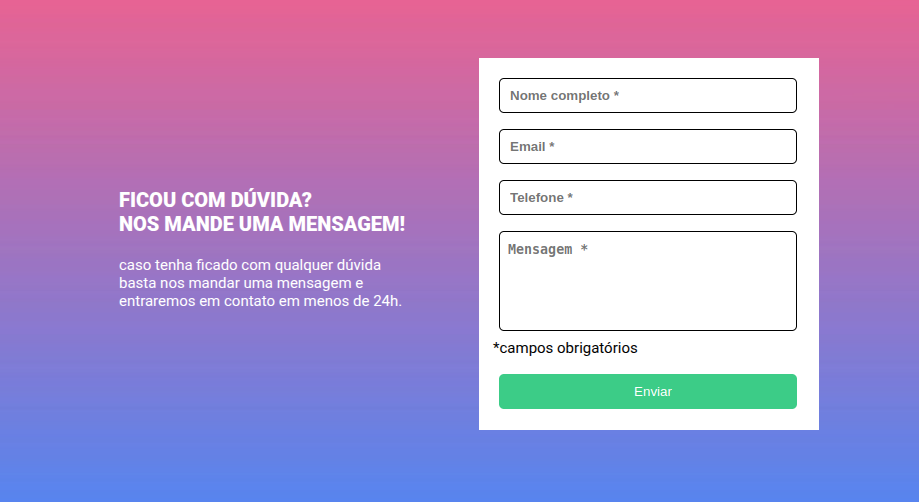 FICOU COM DÚVIDA?
NOS MANDE UMA MENSAGEM!
caso tenha ficado com qualquer dúvida
basta nos mandar uma mensagem e
entraremos em contato em menos de 24h.
Nome completo *
Email *
Telefone *
Mensagem *
*campos obrigatórios
Enviar